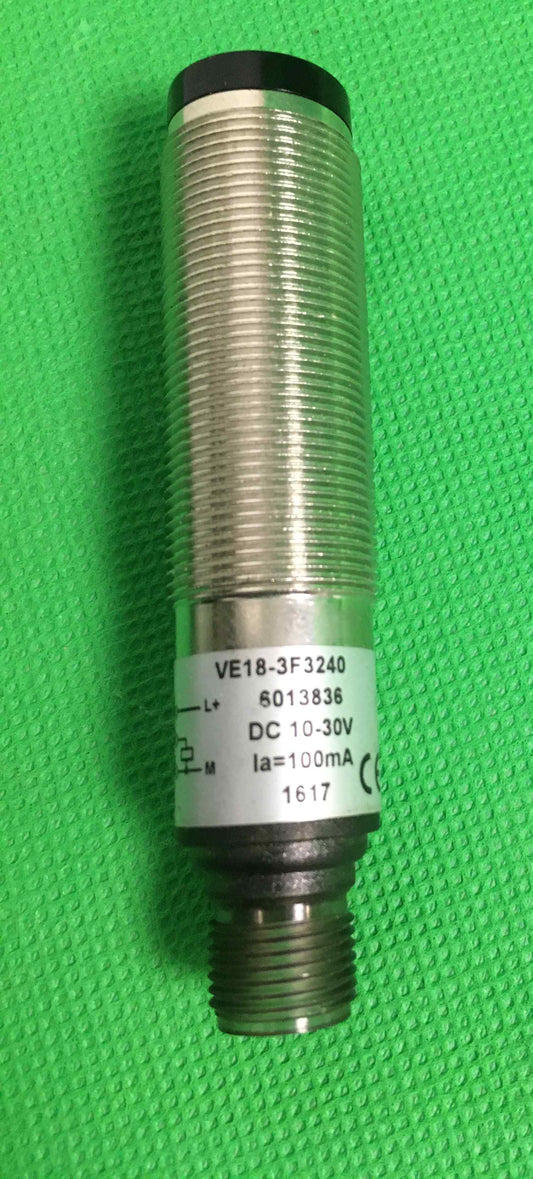 VE18-3F3240
L+ 6013836
DC 10-30V
M Ia=100mA
1617 CE